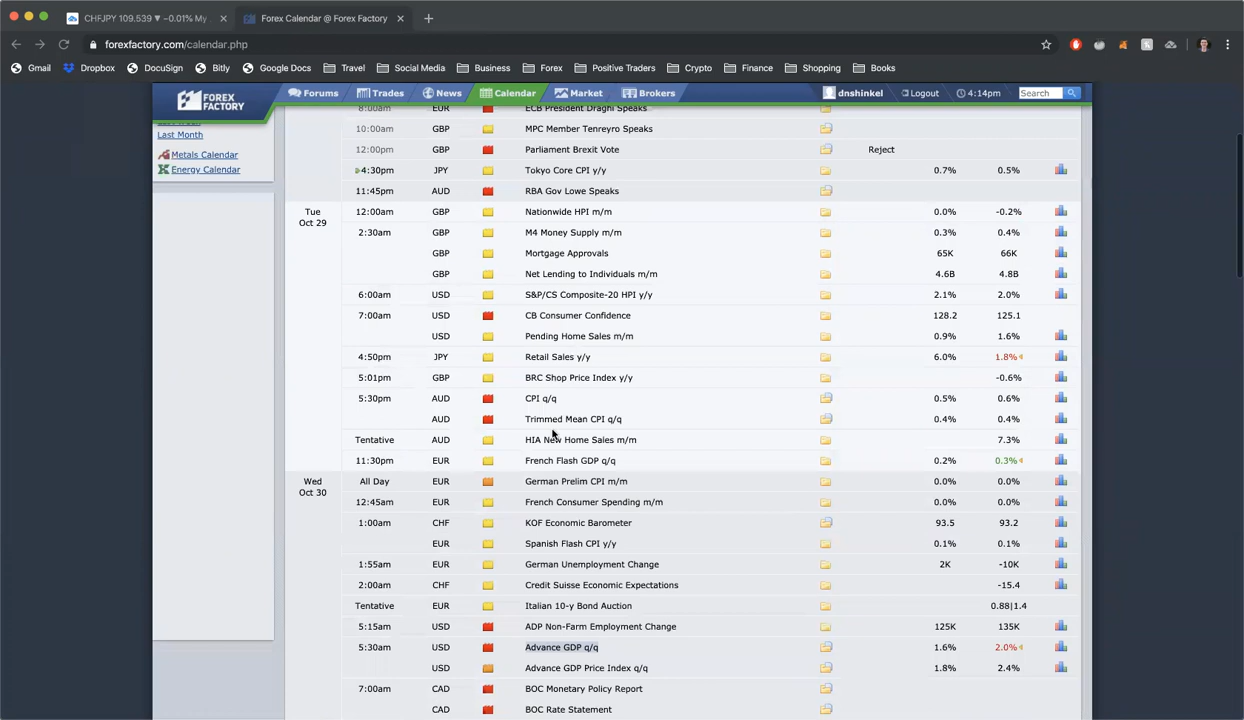 CHFJPY 109.539 ▼ −0.01% My
Forex Calendar @ Forex Factory
forexfactory.com/calendar.php
Gmail Dropbox DocuSign Bitly Google Docs Travel Social Media Business Forex Positive Traders Crypto Finance Shopping Books
FOREX FACTORY Forums Trades News Calendar Market Brokers dnshinkel Logout 4:14pm Search
Last Month
Metals Calendar
Energy Calendar
8:00am EUR ECB President Draghi Speaks
10:00am GBP MPC Member Tenreyro Speaks
12:00pm GBP Parliament Brexit Vote Reject
4:30pm JPY Tokyo Core CPI y/y 0.7% 0.5%
11:45pm AUD RBA Gov Lowe Speaks
Tue Oct 29 12:00am GBP Nationwide HPI m/m 0.0% -0.2%
2:30am GBP M4 Money Supply m/m 0.3% 0.4%
GBP Mortgage Approvals 65K 66K
GBP Net Lending to Individuals m/m 4.6B 4.8B
6:00am USD S&P/CS Composite-20 HPI y/y 2.1% 2.0%
7:00am USD CB Consumer Confidence 128.2 125.1
USD Pending Home Sales m/m 0.9% 1.6%
4:50pm JPY Retail Sales y/y 6.0% 1.8%
5:01pm GBP BRC Shop Price Index y/y -0.6%
5:30pm AUD CPI q/q 0.5% 0.6%
AUD Trimmed Mean CPI q/q 0.4% 0.4%
Tentative AUD HIA New Home Sales m/m 7.3%
11:30pm EUR French Flash GDP q/q 0.2% 0.3%
Wed Oct 30 All Day EUR German Prelim CPI m/m 0.0% 0.0%
12:45am EUR French Consumer Spending m/m 0.0% 0.0%
1:00am CHF KOF Economic Barometer 93.5 93.2
EUR Spanish Flash CPI y/y 0.1% 0.1%
1:55am EUR German Unemployment Change 2K -10K
2:00am CHF Credit Suisse Economic Expectations -15.4
Tentative EUR Italian 10-y Bond Auction 0.88|1.4
5:15am USD ADP Non-Farm Employment Change 125K 135K
5:30am USD Advance GDP q/q 1.6% 2.0%
USD Advance GDP Price Index q/q 1.8% 2.4%
7:00am CAD BOC Monetary Policy Report
CAD BOC Rate Statement